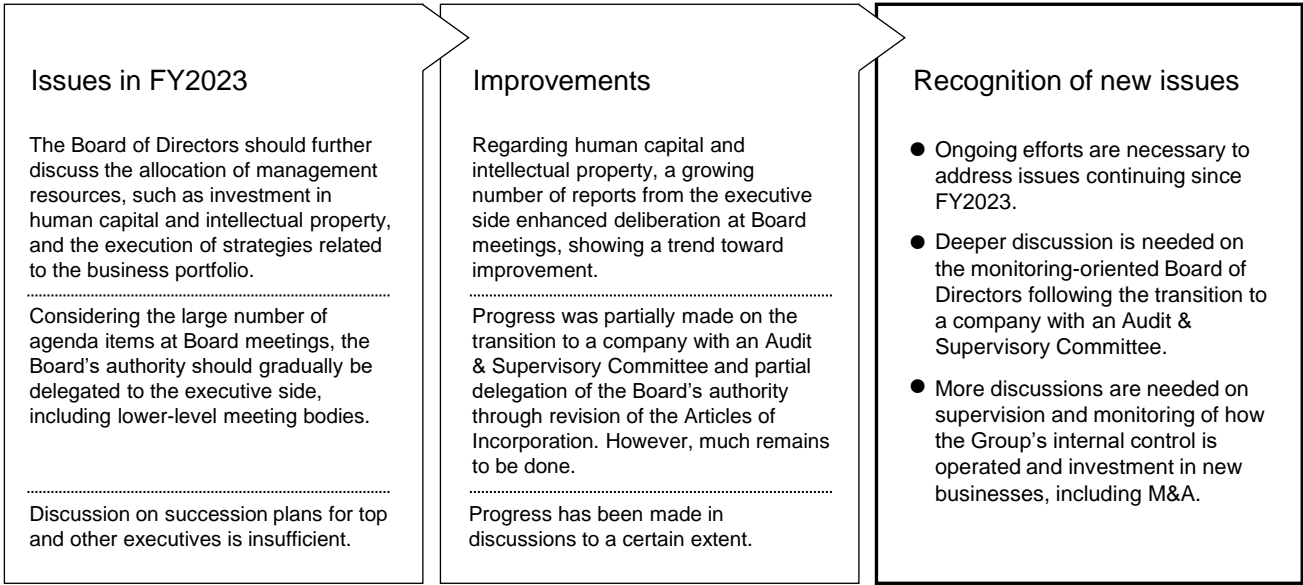 Issues in FY2023
The Board of Directors should further
discuss the allocation of management
resources, such as investment in
human capital and intellectual property,
and the execution of strategies related
to the business portfolio.
Considering the large number of
agenda items at Board meetings, the
Board's authority should gradually be
delegated to the executive side,
including lower-level meeting bodies.
Discussion on succession plans for top
and other executives is insufficient.
Improvements
Regarding human capital and
intellectual property, a growing
number of reports from the executive
side enhanced deliberation at Board
meetings, showing a trend toward
improvement.
Progress was partially made on the
transition to a company with an Audit
& Supervisory Committee and partial
delegation of the Board's authority
through revision of the Articles of
Incorporation. However, much remains
to be done.
Progress has been made in
discussions to a certain extent.
Recognition of new issues
● Ongoing efforts are necessary to
address issues continuing since
FY2023.
● Deeper discussion is needed on
the monitoring-oriented Board of
Directors following the transition to
a company with an Audit &
Supervisory Committee.
● More discussions are needed on
supervision and monitoring of how
the Group's internal control is
operated and investment in new
businesses, including M&A.